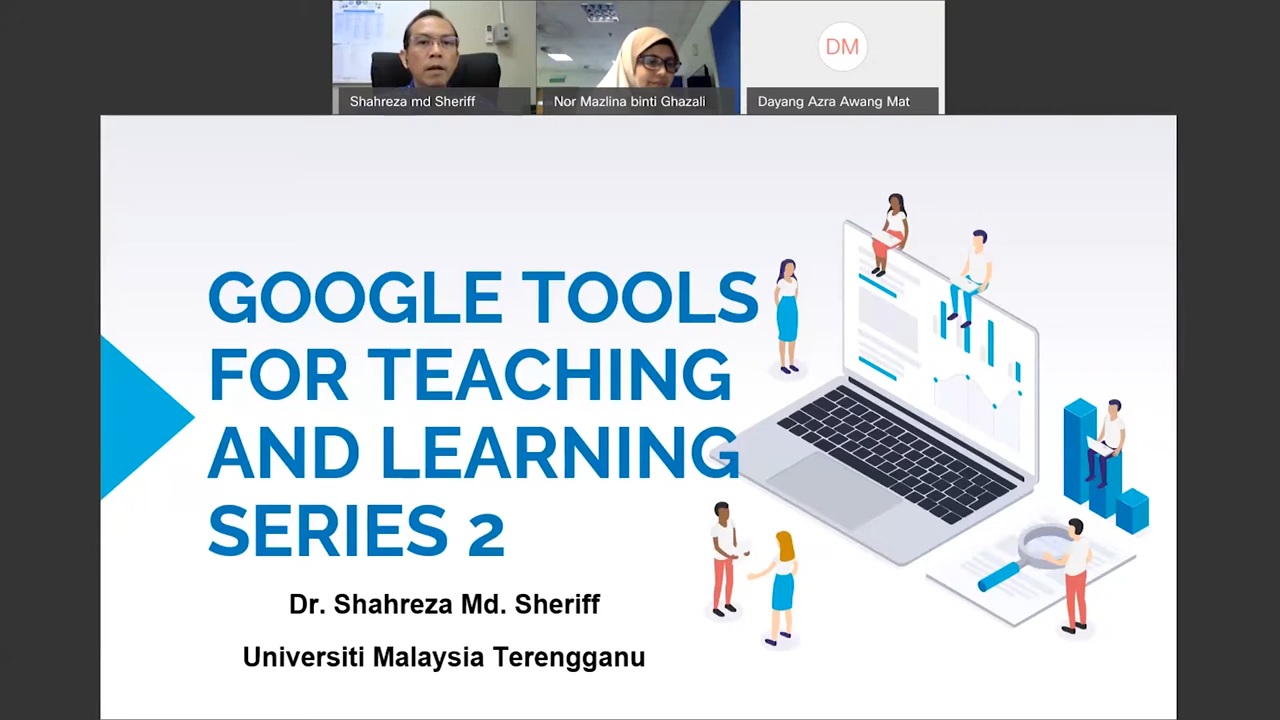 DM
Shahreza md Sheriff
Nor Mazlina binti Ghazali
Dayang Azra Awang Mat
GOOGLE TOOLS
FOR TEACHING
AND LEARNING
SERIES 2
Dr. Shahreza Md. Sheriff
Universiti Malaysia Terengganu